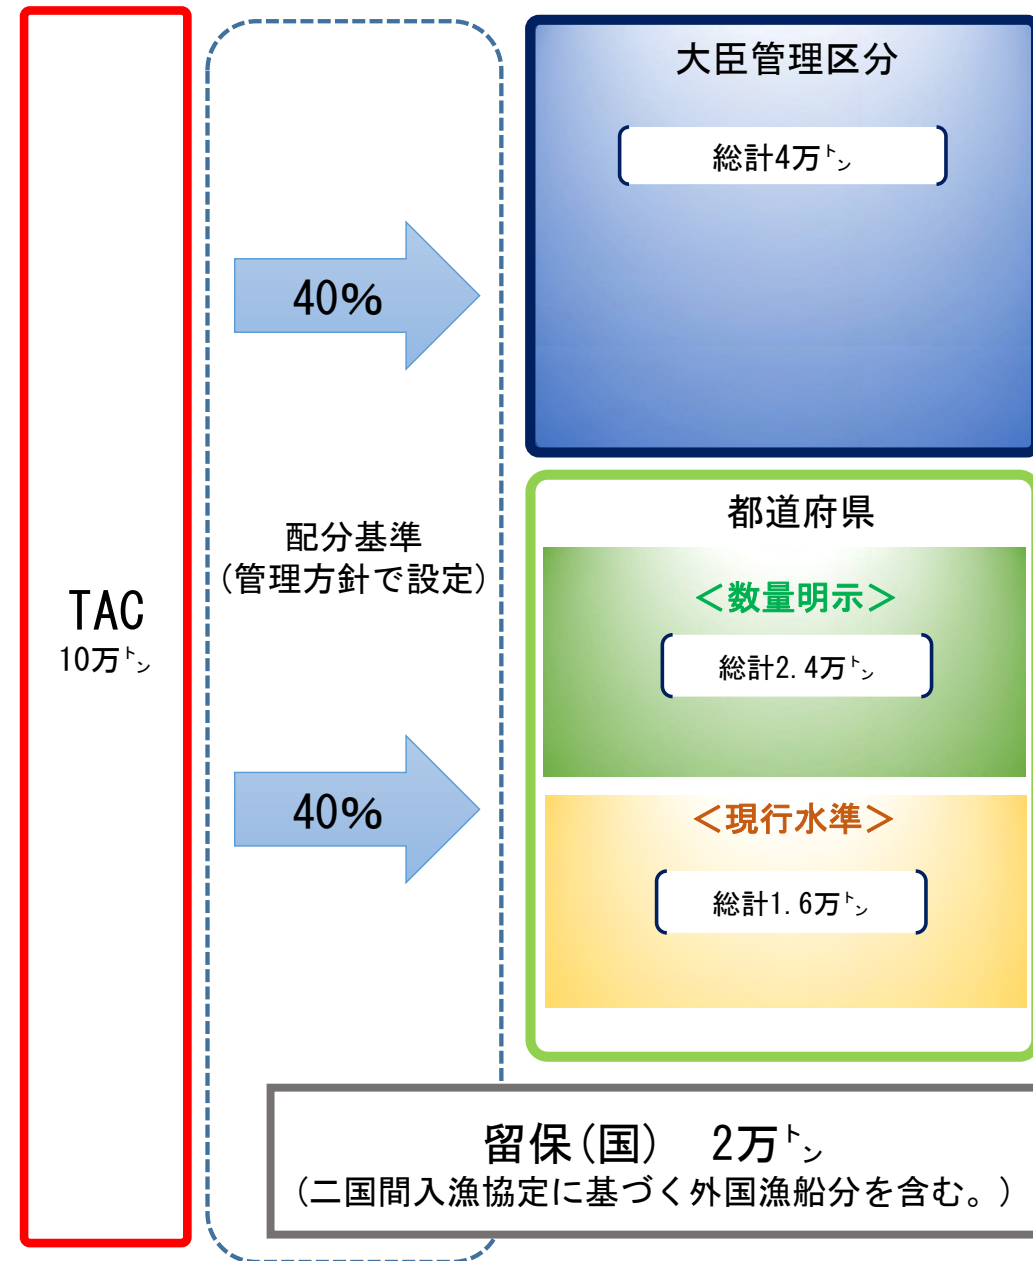 TAC
10万トン
40%
配分基準
(管理方針で設定)
40%
大臣管理区分
総計4万トン
都道府県
＜数量明示＞
総計2.4万トン
＜現行水準＞
総計1.6万トン
留保(国)　2万トン
(二国間入漁協定に基づく外国漁船分を含む。)